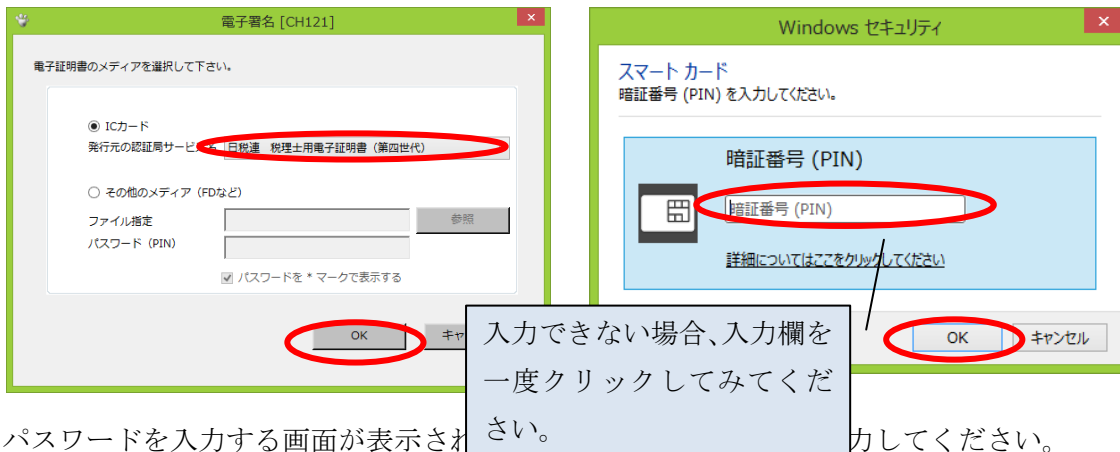 電子署名 [CH121]
電子証明書のメディアを選択して下さい。
ICカード
発行元の認証局サービ
日税連 税理士用電子証明書（第四世代）
その他のメディア（FDなど）
ファイル指定
参照
パスワード（PIN）
パスワードを * マークで表示する
OK
Windows セキュリティ
スマート カード
暗証番号 (PIN) を入力してください。
暗証番号 (PIN)
暗証番号 (PIN)
詳細についてはここをクリックしてください
OK
キャンセル
入力できない場合、入力欄を
一度クリックしてみてくだ
さい。
パスワードを入力する画面が表示され
力してください。